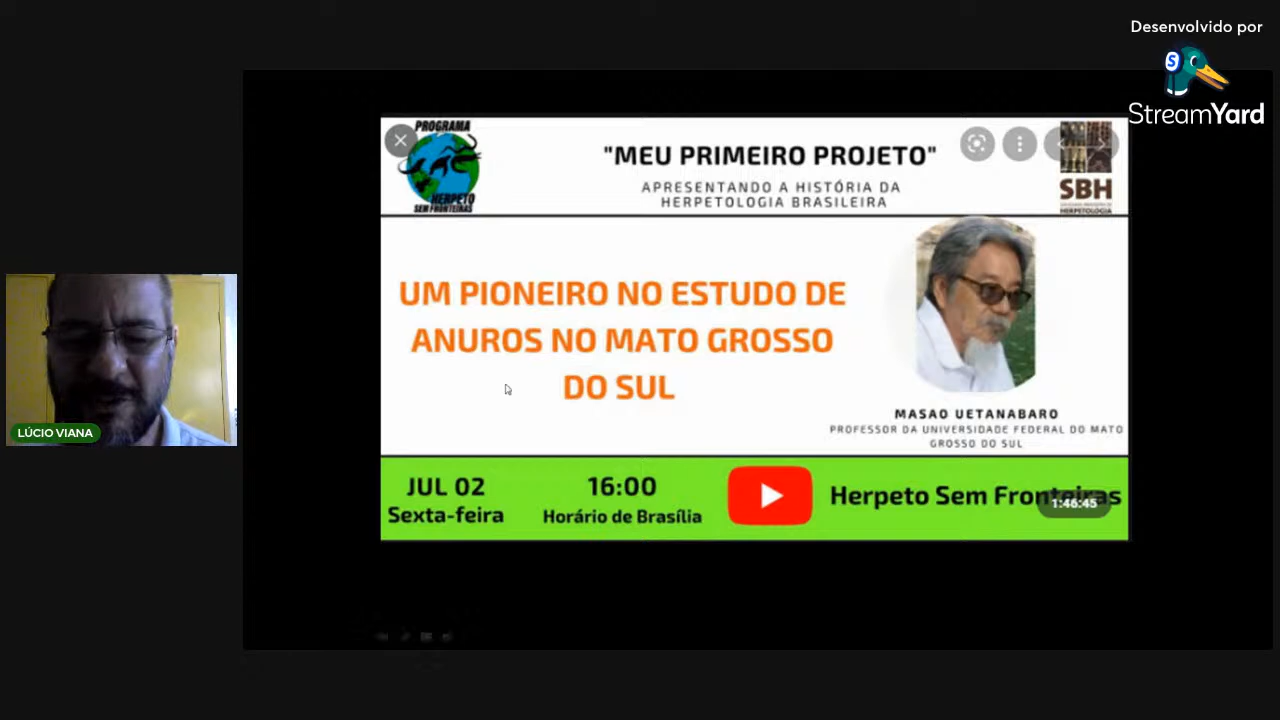 Desenvolvido por
StreamYard
PROGRAMA
HERPETO
SEM FRONTEIRAS
"MEU PRIMEIRO PROJETO"
APRESENTANDO A HISTÓRIA DA
HERPETOLOGIA BRASILEIRA
SBH
HERPETOLOGIA
UM PIONEIRO NO ESTUDO DE
ANUROS NO MATO GROSSO
DO SUL
MASAO UETANABARO
PROFESSOR DA UNIVERSIDADE FEDERAL DO MATO
GROSSO DO SUL
LÚCIO VIANA
JUL 02
Sexta-feira
16:00
Horário de Brasília
Herpeto Sem Fronteiras
1:46:45